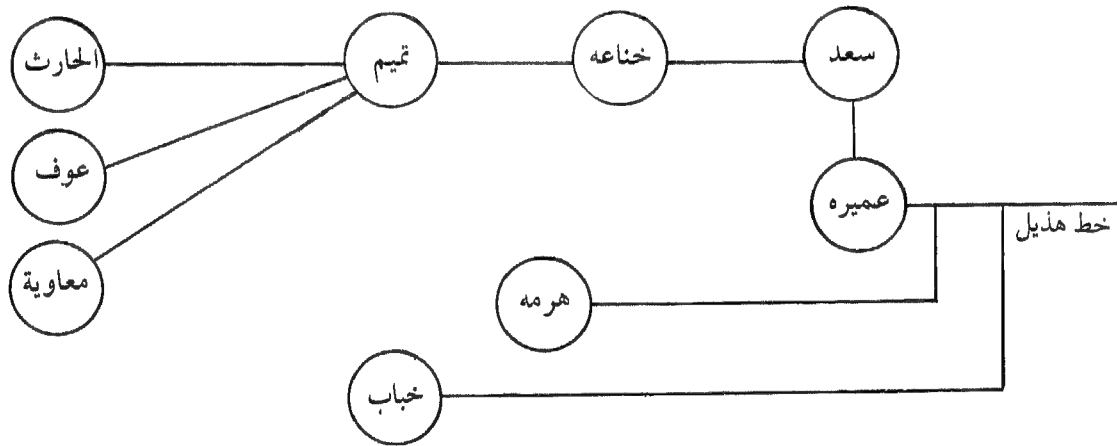 سعد
خناعه
تميم
الحارث
عوف
معاوية
عميره
خط هذيل
هرمه
خباب